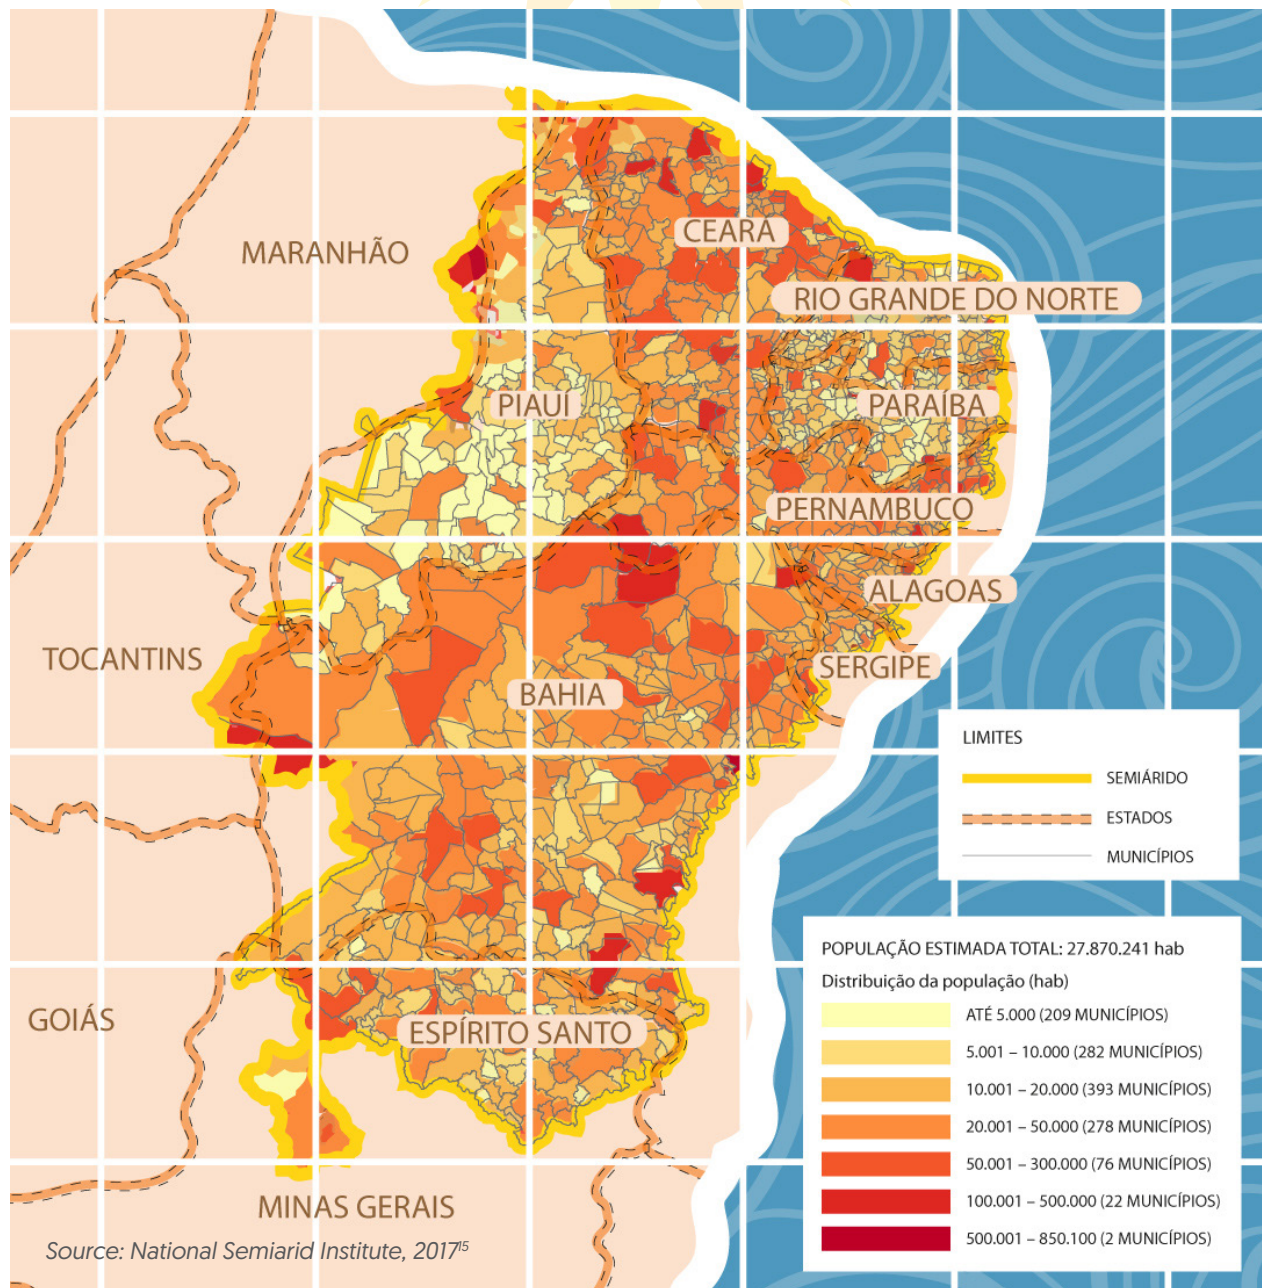 CEARÁ
MARANHÃO
RIO GRANDE DO NORTE
PIAUÍ
PARAÍBA
PERNAMBUCO
ALAGOAS
TOCANTINS
SERGIPE
BAHIA
LIMITES
SEMIÁRIDO
ESTADOS
MUNICÍPIOS
POPULAÇÃO ESTIMADA TOTAL: 27.870.241 hab
Distribuição da população (hab)
ATÉ 5.000 (209 MUNICÍPIOS)
GOIÁS
ESPÍRITO SANTO
5.001 – 10.000 (282 MUNICÍPIOS)
10.001 – 20.000 (393 MUNICÍPIOS)
20.001 – 50.000 (278 MUNICÍPIOS)
50.001 – 300.000 (76 MUNICÍPIOS)
100.001 – 500.000 (22 MUNICÍPIOS)
500.001 – 850.100 (2 MUNICÍPIOS)
MINAS GERAIS
Source: National Semiarid Institute, 2017¹⁵